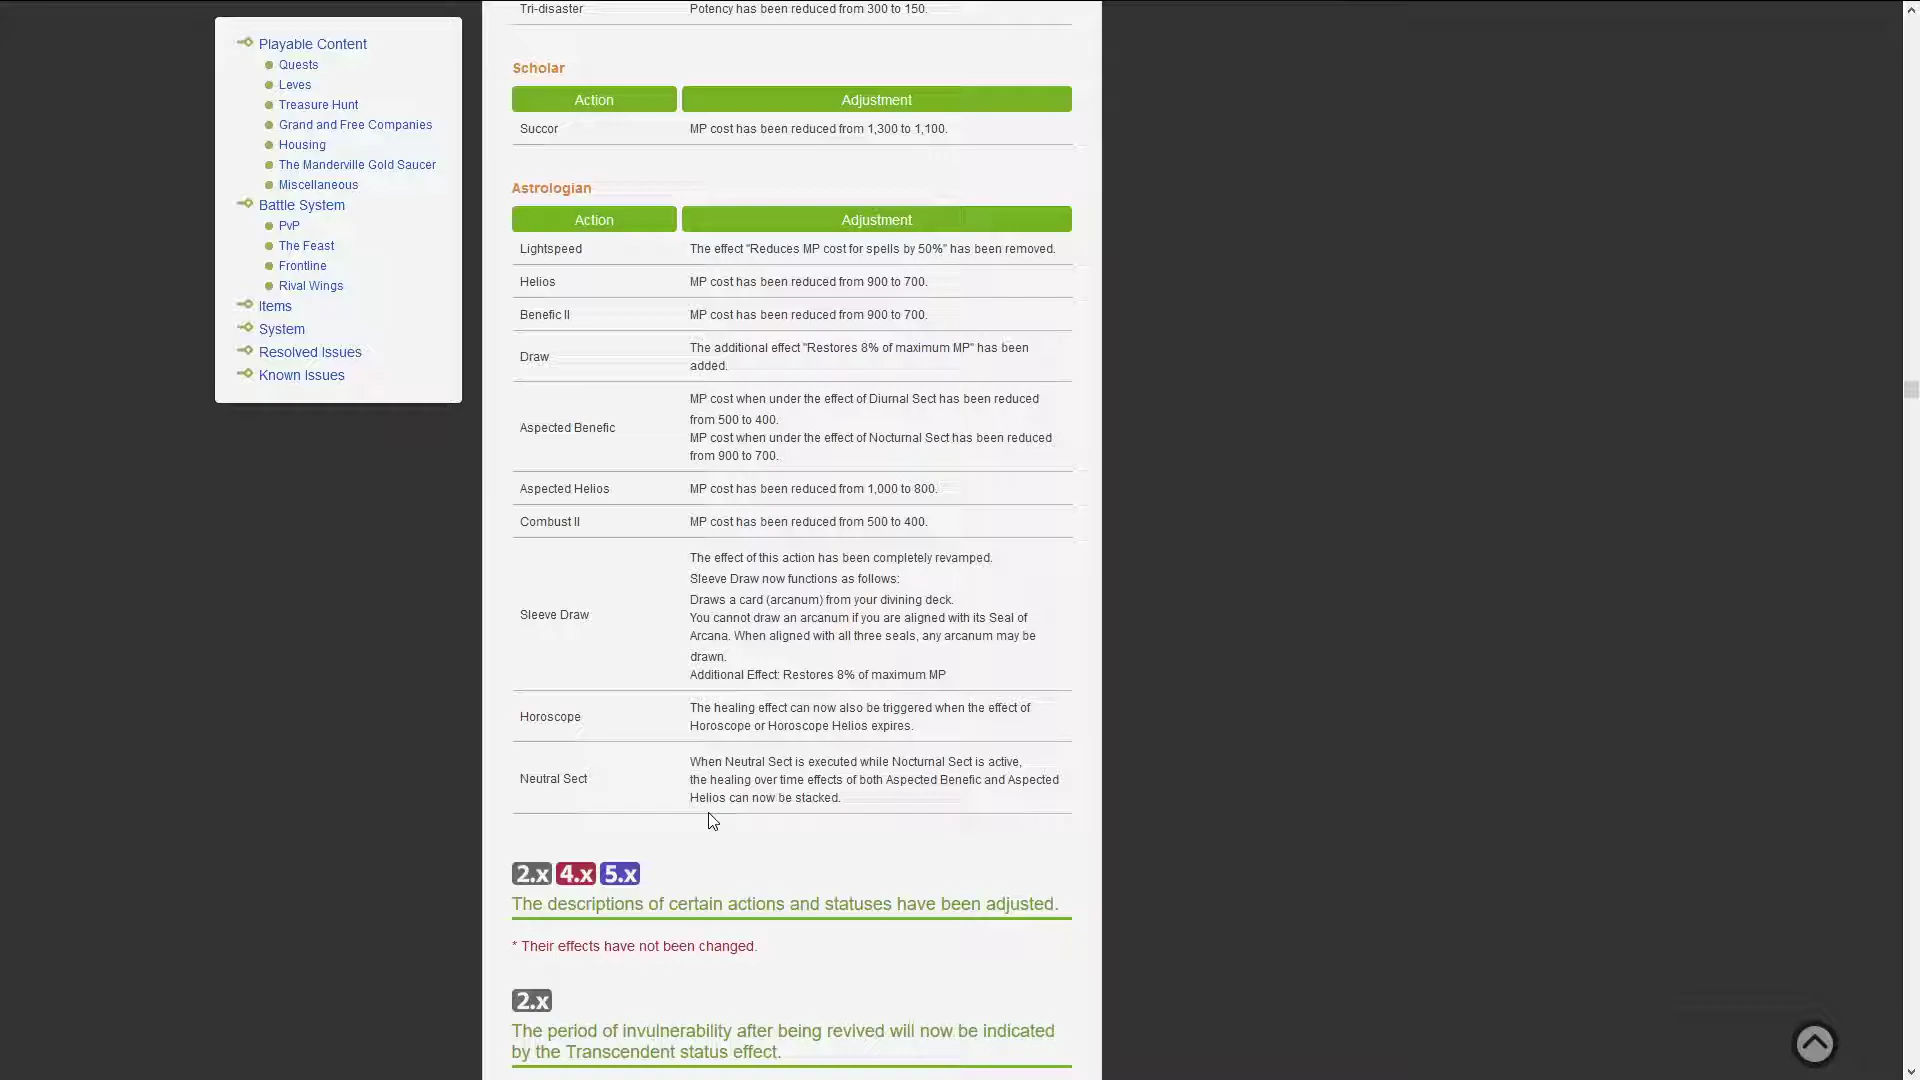 Playable Content
Quests
Leves
Treasure Hunt
Grand and Free Companies
Housing
The Manderville Gold Saucer
Miscellaneous
Battle System
PvP
The Feast
Frontline
Rival Wings
Items
System
Resolved Issues
Known Issues
Tri-disaster Potency has been reduced from 300 to 150.
Scholar
Action Adjustment
Succor MP cost has been reduced from 1,300 to 1,100.
Astrologian
Action Adjustment
Lightspeed The effect "Reduces MP cost for spells by 50%" has been removed.
Helios MP cost has been reduced from 900 to 700.
Benefic II MP cost has been reduced from 900 to 700.
Draw The additional effect "Restores 8% of maximum MP" has been
added.
Aspected Benefic MP cost when under the effect of Diurnal Sect has been reduced
from 500 to 400.
MP cost when under the effect of Nocturnal Sect has been reduced
from 900 to 700.
Aspected Helios MP cost has been reduced from 1,000 to 800.
Combust II MP cost has been reduced from 500 to 400.
Sleeve Draw The effect of this action has been completely revamped.
Sleeve Draw now functions as follows:
Draws a card (arcanum) from your divining deck.
You cannot draw an arcanum if you are aligned with its Seal of
Arcana. When aligned with all three seals, any arcanum may be
drawn.
Additional Effect: Restores 8% of maximum MP
Horoscope The healing effect can now also be triggered when the effect of
Horoscope or Horoscope Helios expires.
Neutral Sect When Neutral Sect is executed while Nocturnal Sect is active,
the healing over time effects of both Aspected Benefic and Aspected
Helios can now be stacked.
2.x 4.x 5.x
The descriptions of certain actions and statuses have been adjusted.
* Their effects have not been changed.
2.x
The period of invulnerability after being revived will now be indicated
by the Transcendent status effect.